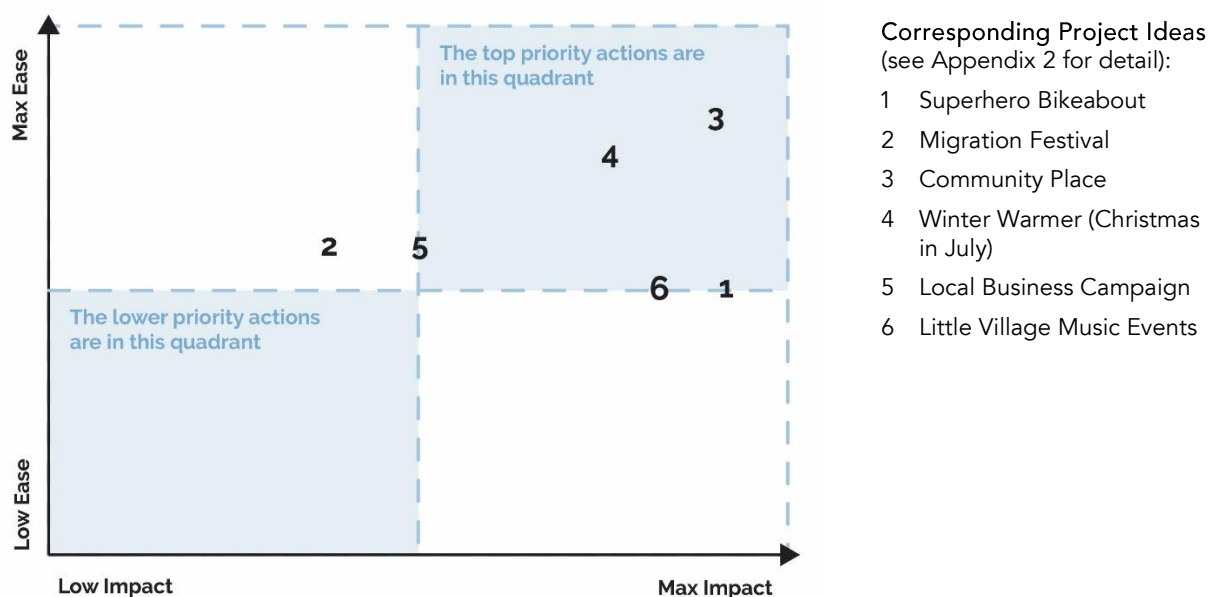 Max Ease
The top priority actions are
in this quadrant
3
4
2
5
6
1
The lower priority actions
are in this quadrant
Low Ease
Low Impact
Max Impact
Corresponding Project Ideas
(see Appendix 2 for detail):
1 Superhero Bikeabout
2 Migration Festival
3 Community Place
4 Winter Warmer (Christmas
in July)
5 Local Business Campaign
6 Little Village Music Events